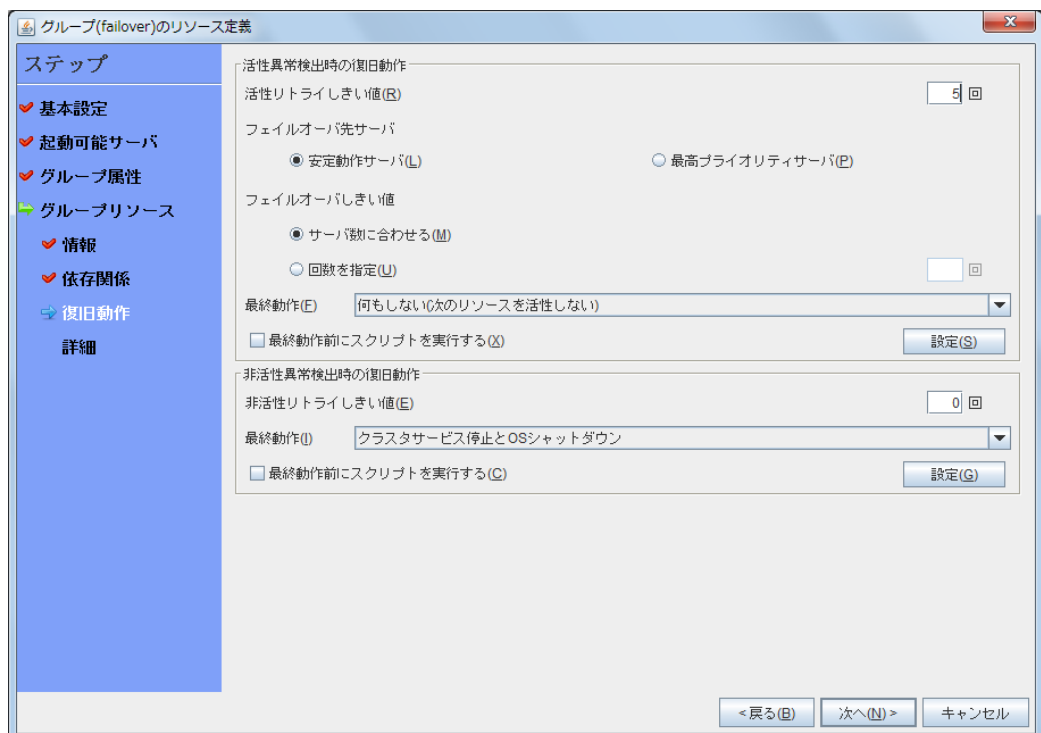 グループ(failover)のリソース定義
ステップ
基本設定
起動可能サーバ
グループ属性
グループリソース
情報
依存関係
復旧動作
詳細
活性異常検出時の復旧動作
活性リトライしきい値(R)
5 回
フェイルオーバ先サーバ
安定動作サーバ(L)
最高プライオリティサーバ(P)
フェイルオーバしきい値
サーバ数に合わせる(M)
回数を指定(U)
回
最終動作(F)
何もしない(次のリソースを活性しない)
最終動作前にスクリプトを実行する(X)
設定(S)
非活性異常検出時の復旧動作
非活性リトライしきい値(E)
0 回
最終動作(I)
クラスタサービス停止とOSシャットダウン
最終動作前にスクリプトを実行する(C)
設定(G)
<戻る(B)
次へ(N)>
キャンセル